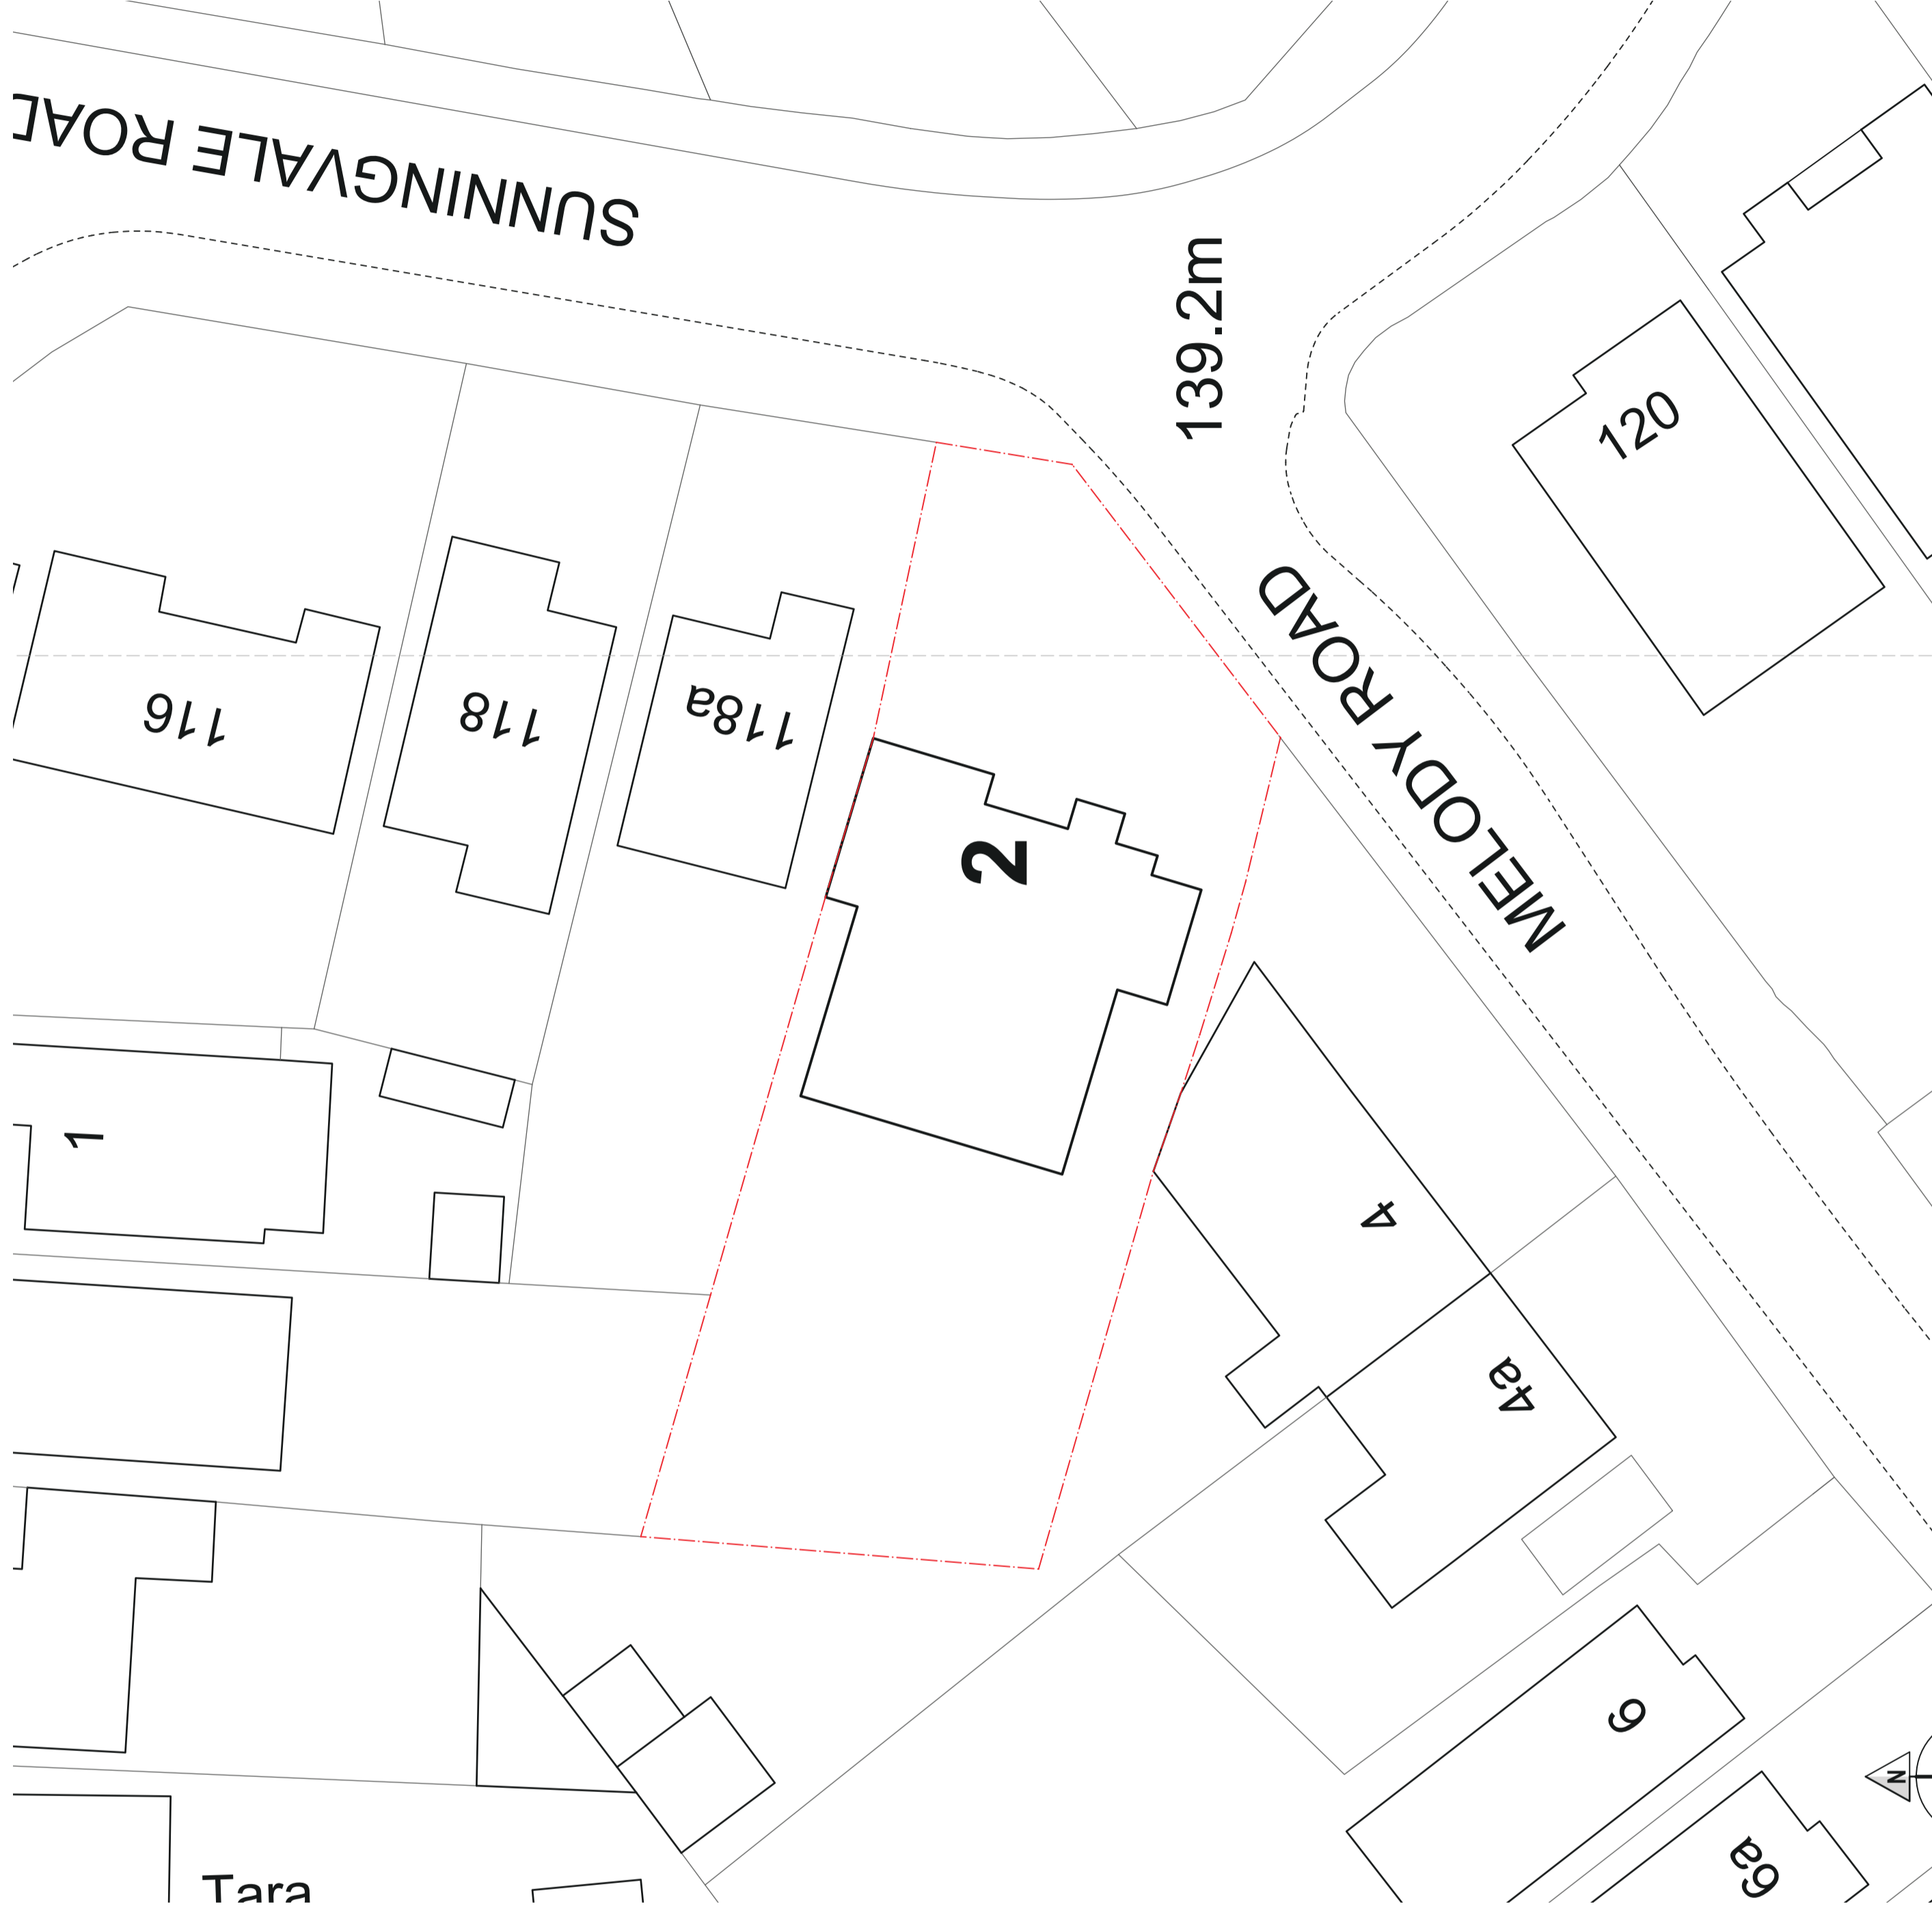 SUNNINGVALE ROAD
139.2m
120
MELODY ROAD
116
118
118a
2
1
4
4a
6
6a
N
Tara